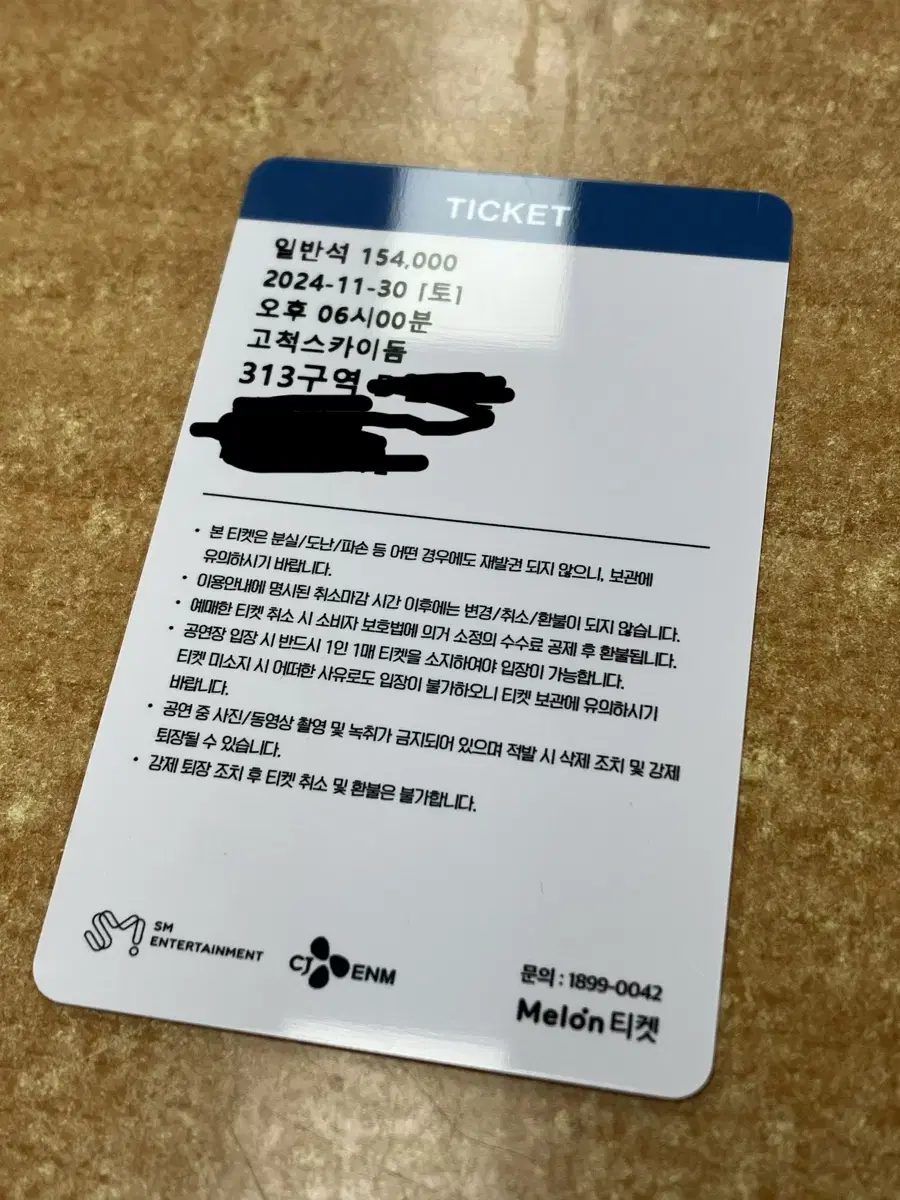 TICKET
일반석 154,000
2024-11-30 [토]
오후 06시00분
고척스카이돔
313구역
• 본 티켓은 분실/도난/파손 등 어떤 경우에도 재발권 되지 않으니, 보관에
유의하시기 바랍니다.
• 이용안내에 명시된 취소마감 시간 이후에는 변경/취소/환불이 되지 않습니다.
• 예매한 티켓 취소 시 소비자 보호법에 의거 소정의 수수료 공제 후 환불됩니다.
• 공연장 입장 시 반드시 1인 1매 티켓을 소지하여야 입장이 가능합니다.
티켓 미소지 시 어떠한 사유로도 입장이 불가하오니 티켓 보관에 유의하시기
바랍니다.
• 공연 중 사진/동영상 촬영 및 녹취가 금지되어 있으며 적발 시 삭제 조치 및 강제
퇴장될 수 있습니다.
• 강제 퇴장 조치 후 티켓 취소 및 환불은 불가합니다.
SM
ENTERTAINMENT
CJ ENM
문의 : 1899-0042
Melon 티켓